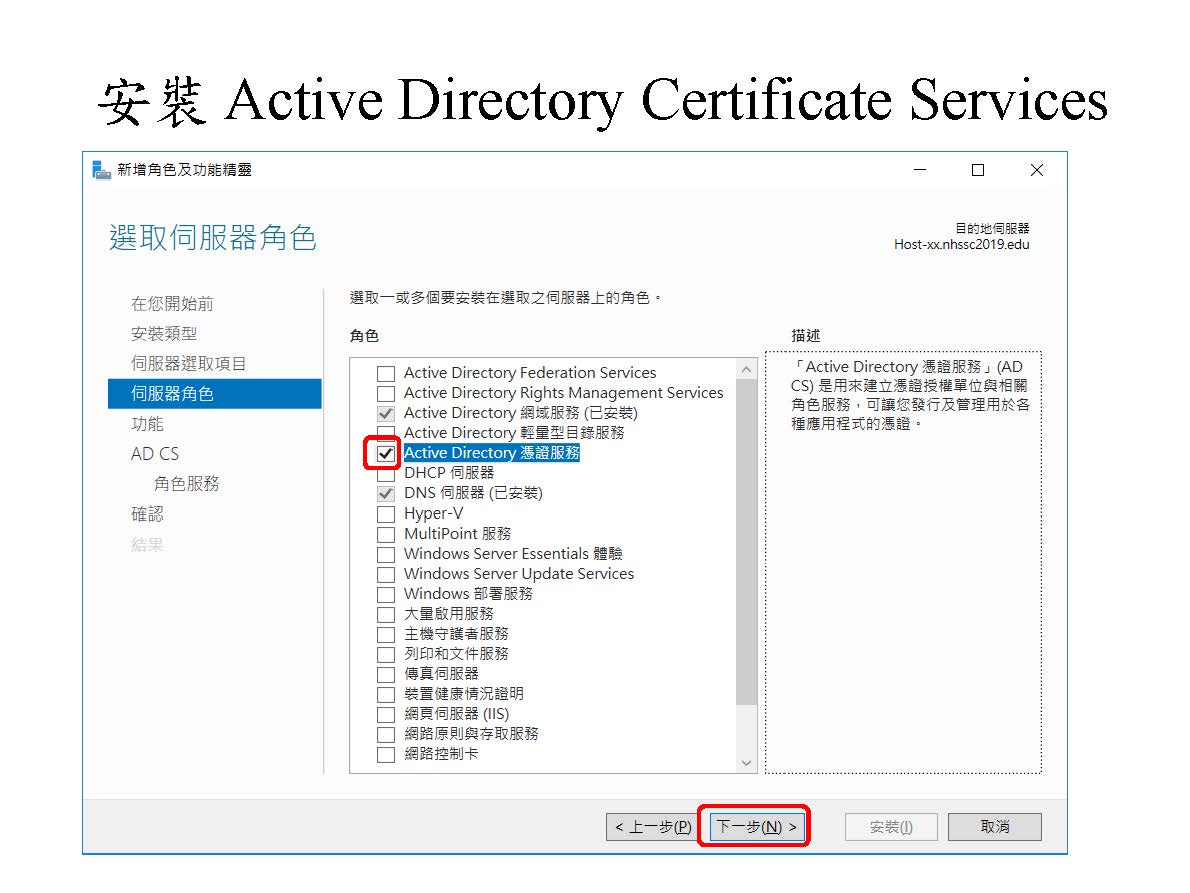 安裝 Active Directory Certificate Services
新增角色及功能精靈
選取伺服器角色
目的地伺服器
Host-xx.nhssc2019.edu
在您開始前
安裝類型
伺服器選取項目
伺服器角色
功能
AD CS
角色服務
確認
結果
選取一或多個要安裝在選取之伺服器上的角色。
角色
Active Directory Federation Services
Active Directory Rights Management Services
Active Directory 網域服務 (已安裝)
Active Directory 輕量型目錄服務
Active Directory 憑證服務
DHCP 伺服器
DNS 伺服器 (已安裝)
Hyper-V
MultiPoint 服務
Windows Server Essentials 體驗
Windows Server Update Services
Windows 部署服務
大量啟用服務
主機守護者服務
列印和文件服務
傳真伺服器
裝置健康情況證明
網頁伺服器 (IIS)
網路原則與存取服務
網路控制卡
描述
「Active Directory 憑證服務」(AD
CS) 是用來建立憑證授權單位與相關
角色服務，可讓您發行及管理用於各
種應用程式的憑證。
< 上一步(P)
下一步(N) >
安裝(I)
取消